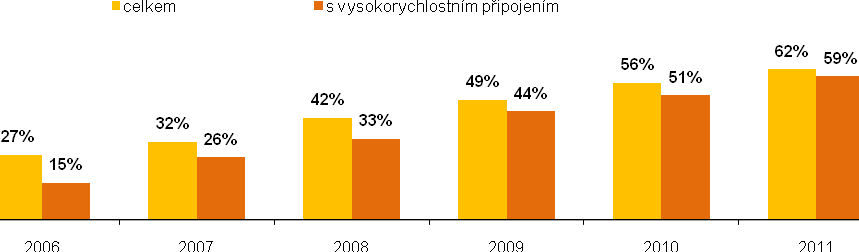 celkem
s vysokorychlostním připojením
27% 15% 32% 26% 42% 33% 49% 44% 56% 51% 62% 59%
2006 2007 2008 2009 2010 2011